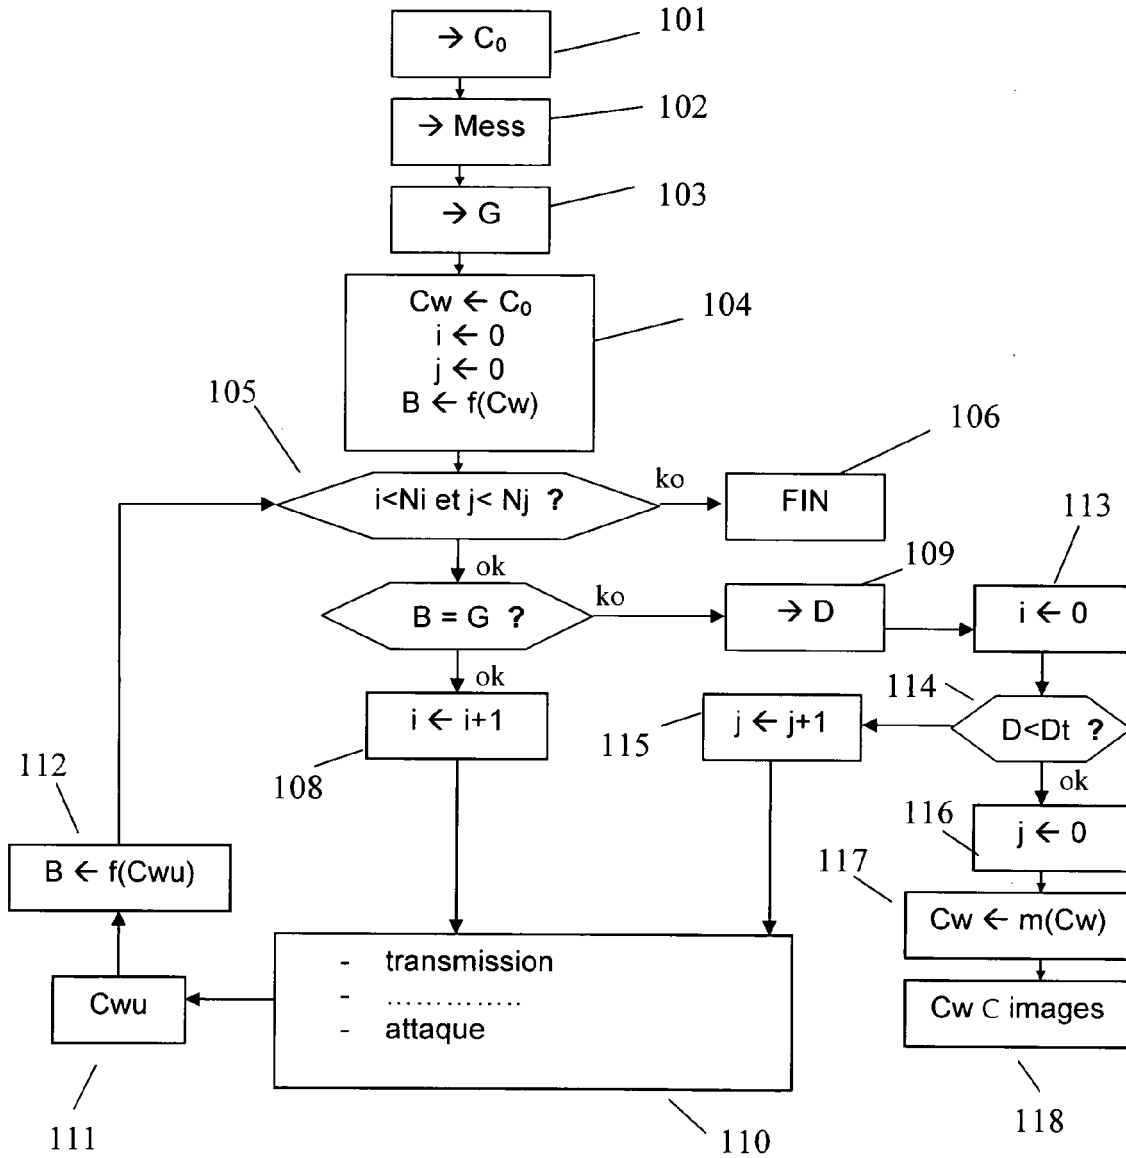 → C₀
101
→ Mess
102
→ G
103
Cw ← C₀
i ← 0
j ← 0
B ← f(Cw)
104
105
i<Ni et j< Nj ?
ko
FIN
106
ok
B = G ?
ko
→ D
109
i ← 0
113
ok
i ← i+1
108
j ← j+1
115
D<Dt ?
114
ok
j ← 0
116
Cw ← m(Cw)
117
Cw C images
118
112
B ← f(Cwu)
Cwu
111
- transmission
- ..............
- attaque
110